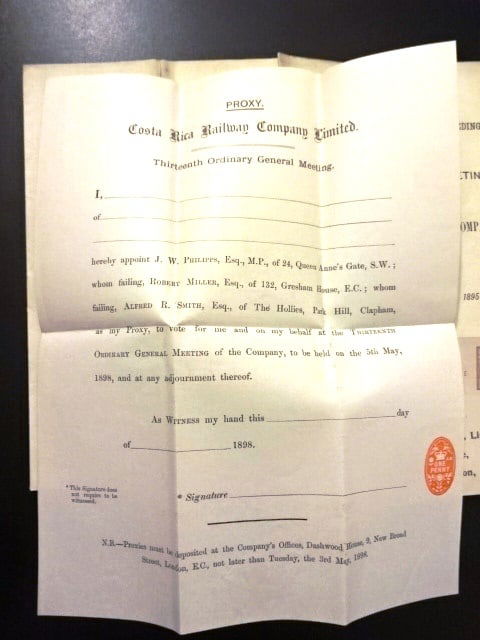 PROXY.
Costa Rica Railway Company Limited.
Thirteenth Ordinary General Meeting.
I,
of
hereby appoint J. W. PHILIPPS, Esq., M.P., of 24, Queen Anne's Gate, S.W.;
whom failing, ROBERT MILLER, Esq., of 132, Gresham House, E.C.; whom
failing, ALFRED R. SMITH, Esq., of The Hollies, Park Hill, Clapham,
as my Proxy, to vote for me and on my behalf at the THIRTEENTH
ORDINARY GENERAL MEETING of the Company, to be held on the 5th May,
1898, and at any adjournment thereof.
As WITNESS my hand this day
of 1898.
* This Signature does
not require to be
witnessed.
* Signature
N.B.—Proxies must be deposited at the Company's Offices, Dashwood House, 9, New Broad
Street, London, E.C., not later than Tuesday, the 3rd May, 1898.
ONE
PENNY
1895